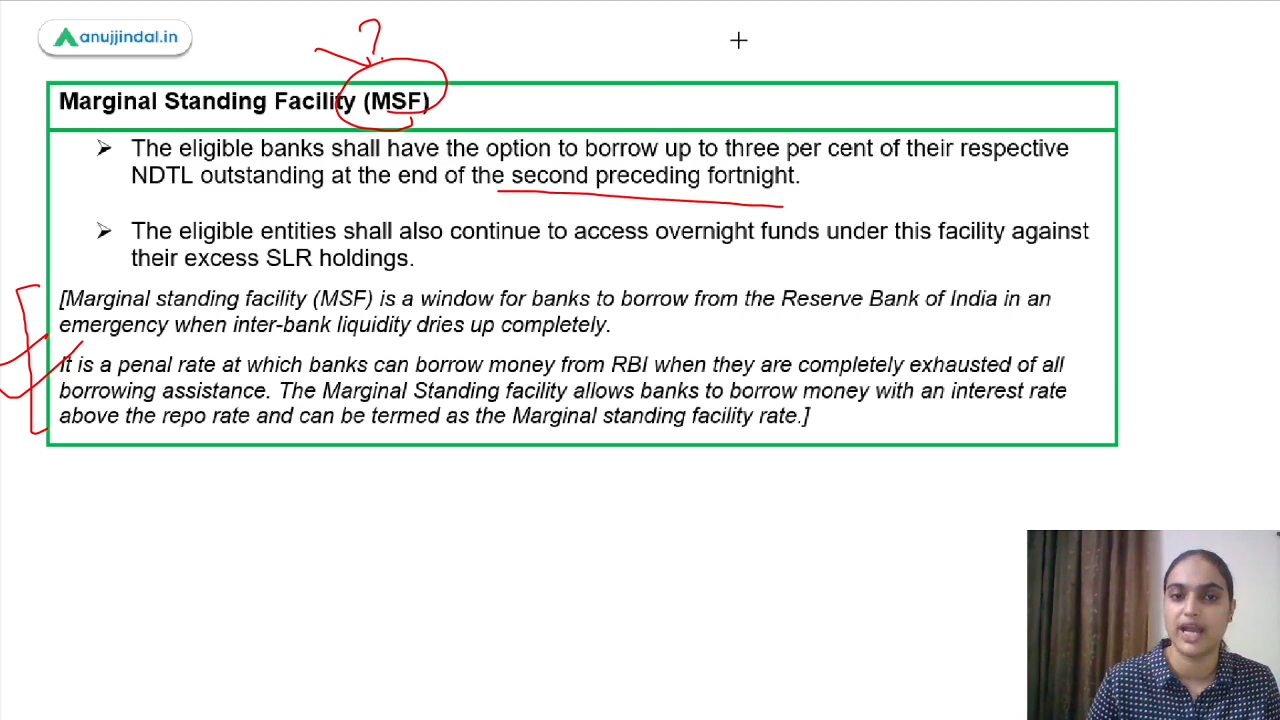 anujjindal.in
?
Marginal Standing Facility (MSF)
➢ The eligible banks shall have the option to borrow up to three per cent of their respective
NDTL outstanding at the end of the second preceding fortnight.
➢ The eligible entities shall also continue to access overnight funds under this facility against
their excess SLR holdings.
[Marginal standing facility (MSF) is a window for banks to borrow from the Reserve Bank of India in an
emergency when inter-bank liquidity dries up completely.
It is a penal rate at which banks can borrow money from RBI when they are completely exhausted of all
borrowing assistance. The Marginal Standing facility allows banks to borrow money with an interest rate
above the repo rate and can be termed as the Marginal standing facility rate.]